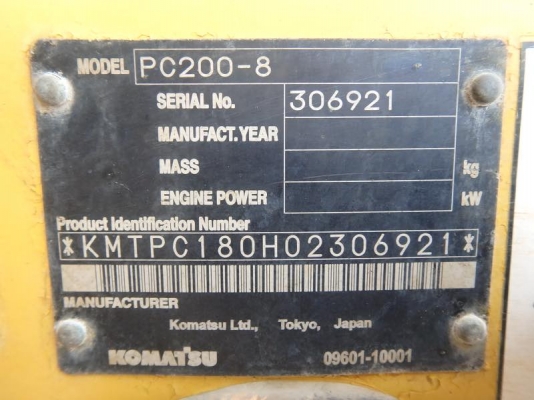 MODEL PC200-8
SERIAL No. 306921
MANUFACT.YEAR
MASS kg
ENGINE POWER kW
Product Identification Number
*KMTPC180H02306921*
MANUFACTURER
Komatsu Ltd., Tokyo, Japan
KOMATSU 09601-10001